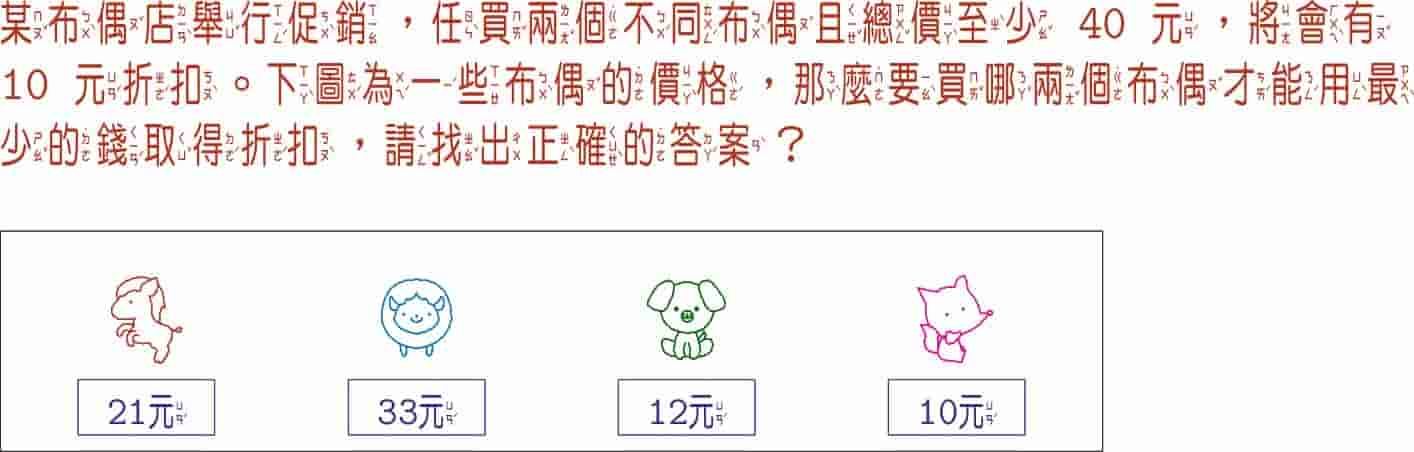 某布偶店舉行促銷，任買兩個不同布偶且總價至少 40 元，將會有
10 元折扣。下圖為一些布偶的價格，那麼要買哪兩個布偶才能用最
少的錢取得折扣，請找出正確的答案？
21元 33元 12元 10元